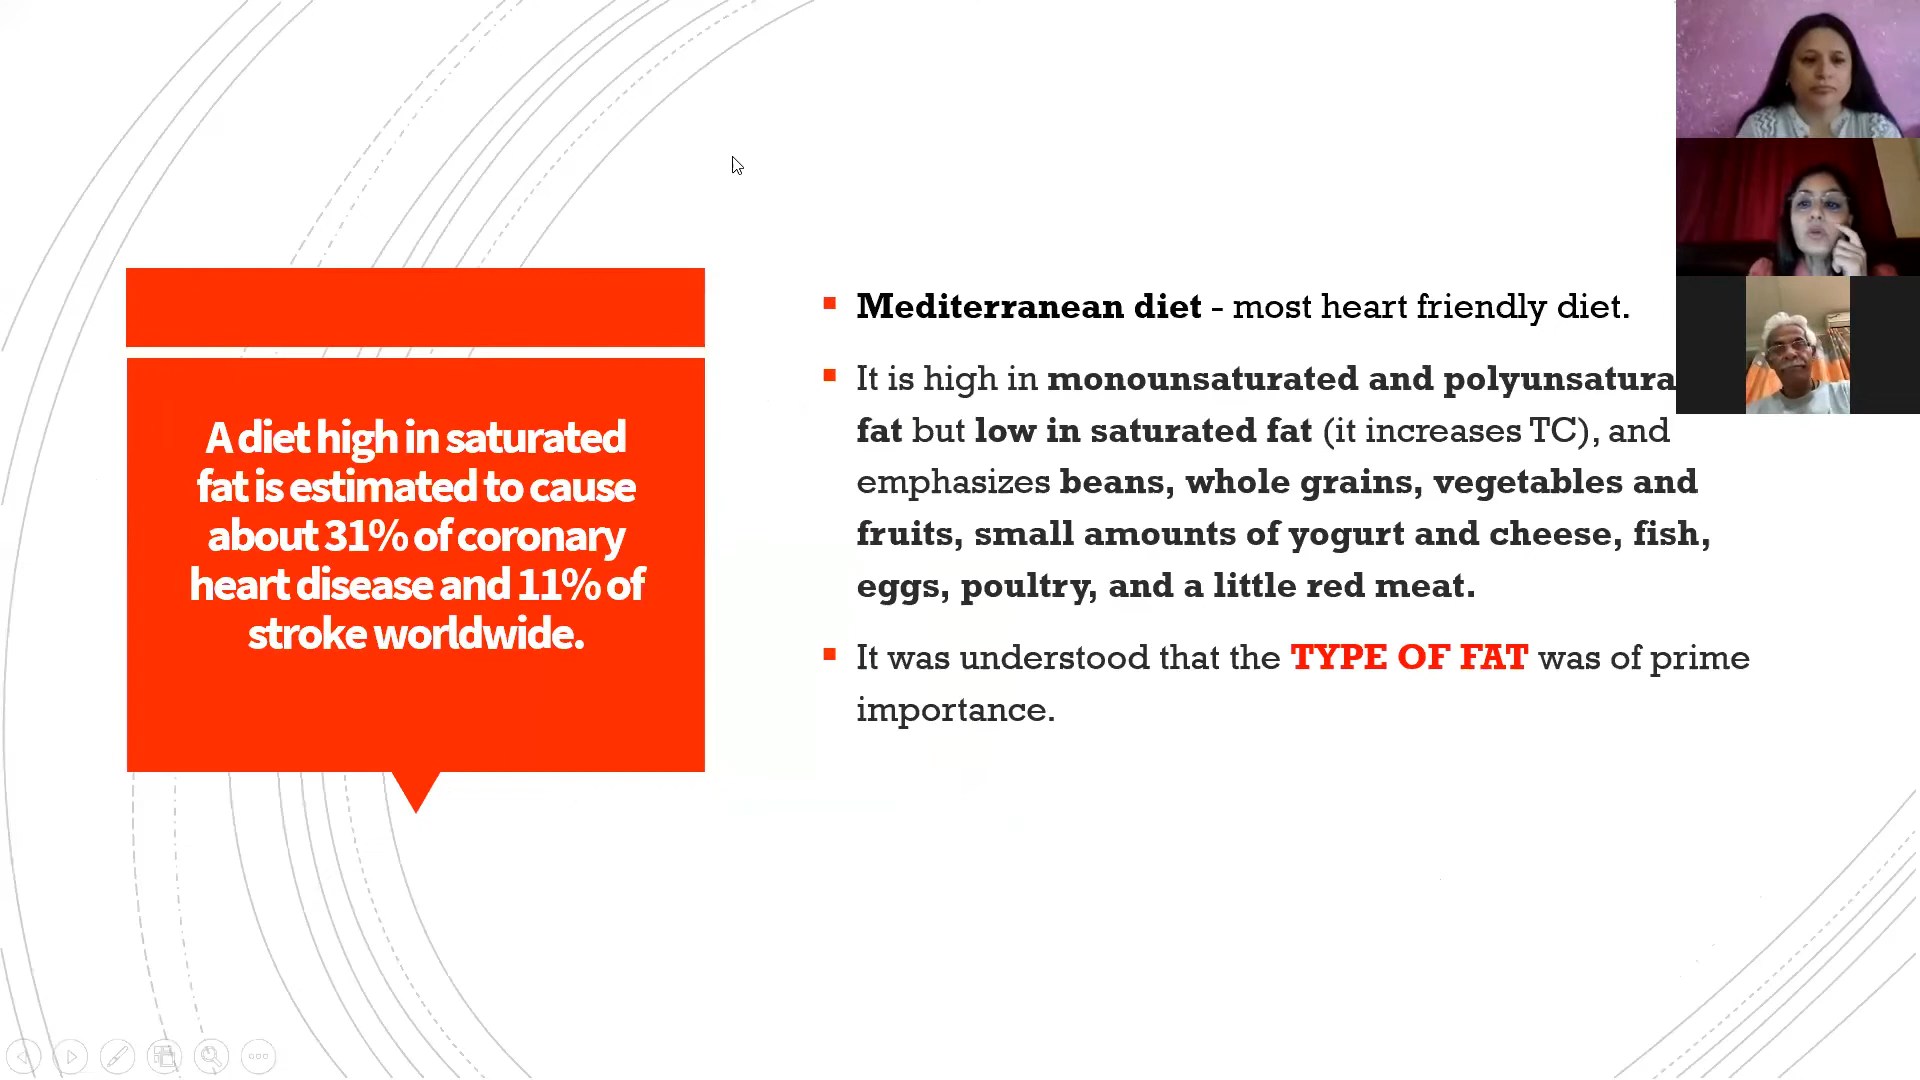 A diet high in saturated
fat is estimated to cause
about 31% of coronary
heart disease and 11% of
stroke worldwide.
Mediterranean diet - most heart friendly diet.
It is high in monounsaturated and polyunsatura
fat but low in saturated fat (it increases TC), and
emphasizes beans, whole grains, vegetables and
fruits, small amounts of yogurt and cheese, fish,
eggs, poultry, and a little red meat.
It was understood that the TYPE OF FAT was of prime
importance.